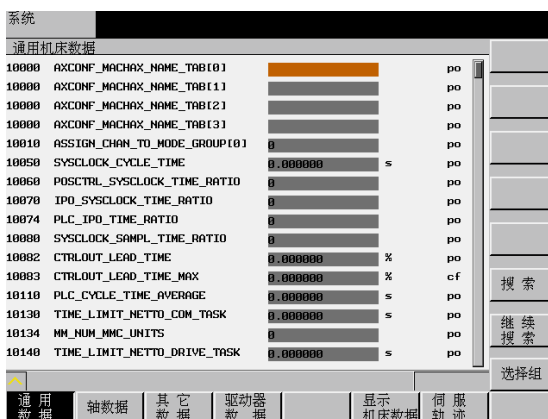 系统
通用机床数据
10000 AXCONF_MACHAX_NAME_TAB[0] po
10000 AXCONF_MACHAX_NAME_TAB[1] po
10000 AXCONF_MACHAX_NAME_TAB[2] po
10000 AXCONF_MACHAX_NAME_TAB[3] po
10010 ASSIGN_CHAN_TO_MODE_GROUP[0] 0 po
10050 SYSCLOCK_CYCLE_TIME 0.000000 s po
10060 POSCTRL_SYSCLOCK_TIME_RATIO 0 po
10070 IPO_SYSCLOCK_TIME_RATIO 0 po
10074 PLC_IPO_TIME_RATIO 0 po
10080 SYSCLOCK_SAMPL_TIME_RATIO 0 po
10082 CTRLOUT_LEAD_TIME 0.000000 % po
10083 CTRLOUT_LEAD_TIME_MAX 0.000000 % cf
10110 PLC_CYCLE_TIME_AVERAGE 0.000000 s po
10130 TIME_LIMIT_NETTO_COM_TASK 0.000000 s po
10134 MM_NUM_MMC_UNITS 0 po
10140 TIME_LIMIT_NETTO_DRIVE_TASK 0.000000 s po
搜索
继续
搜索
选择组
通用
数据
轴数据
其它
数据
驱动器
数据
显示
机床数据
伺服
轨迹